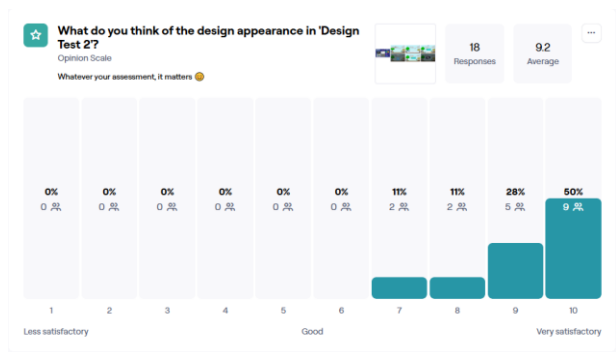 What do you think of the design appearance in 'Design
Test 2'?
Opinion Scale
Whatever your assessment, it matters 😄
18
Responses
9.2
Average
0% 0% 0% 0% 0% 0% 11% 11% 28% 50%
0 0 0 0 0 0 2 2 5 9
1 2 3 4 5 6 7 8 9 10
Less satisfactory Good Very satisfactory